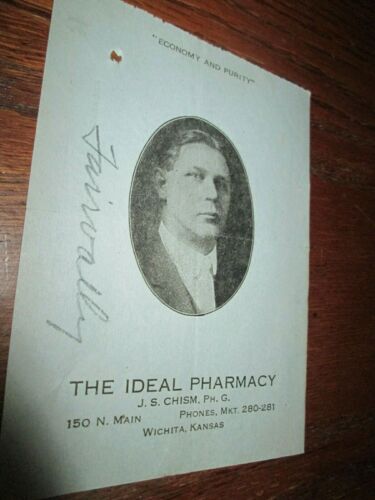 "ECONOMY AND PURITY"
THE IDEAL PHARMACY
J. S. CHISM, PH. G.
150 N. MAIN PHONES, MKT. 280-281
WICHITA, KANSAS